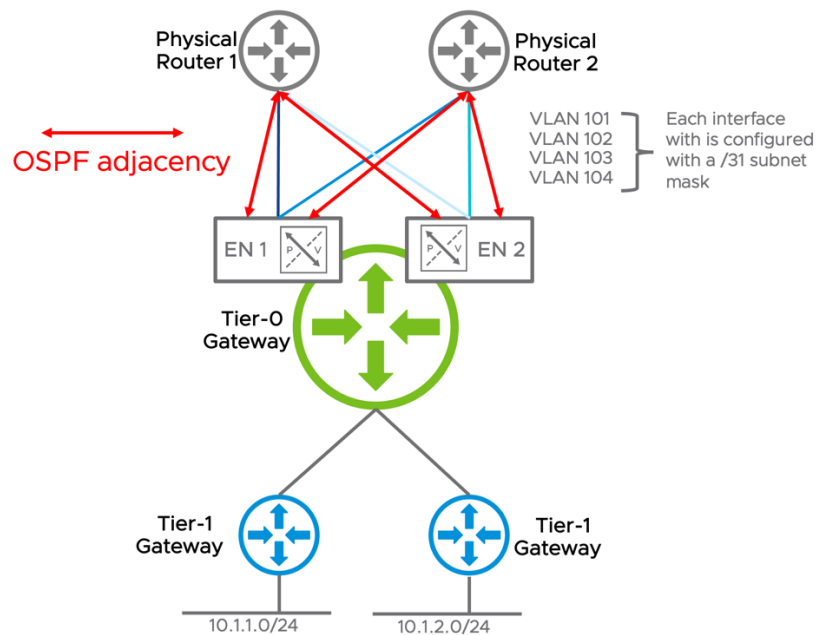 Physical
Router 1
Physical
Router 2
OSPF adjacency
VLAN 101
VLAN 102
VLAN 103
VLAN 104
Each interface
with is configured
with a /31 subnet
mask
EN 1
P
V
P
V
EN 2
Tier-0
Gateway
Tier-1
Gateway
Tier-1
Gateway
10.1.1.0/24
10.1.2.0/24